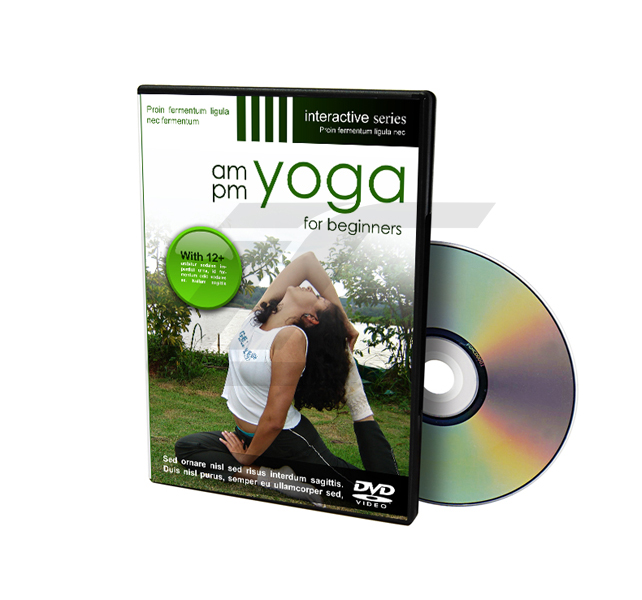 Proin fermentum ligula
nec fermentum
interactive series
Proin fermentum ligula nec
am
pm
yoga
for beginners
With 12+
Sed ornare nisl sed risus interdum sagittis.
Duis nisl purus, semper eu ullamcorper sed,
DVD
VIDEO